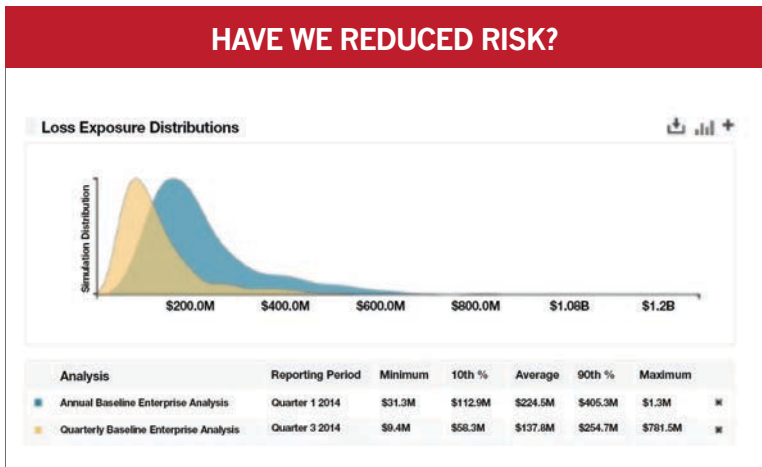 HAVE WE REDUCED RISK?
Loss Exposure Distributions
Simulation Distribution
$200.0M $400.0M $600.0M $800.0M $1.08B $1.2B
Analysis Reporting Period Minimum 10th % Average 90th % Maximum
Annual Baseline Enterprise Analysis Quarter 1 2014 $31.3M $112.9M $224.5M $405.3M $1.3M
Quarterly Baseline Enterprise Analysis Quarter 3 2014 $9.4M $58.3M $137.8M $254.7M $781.5M